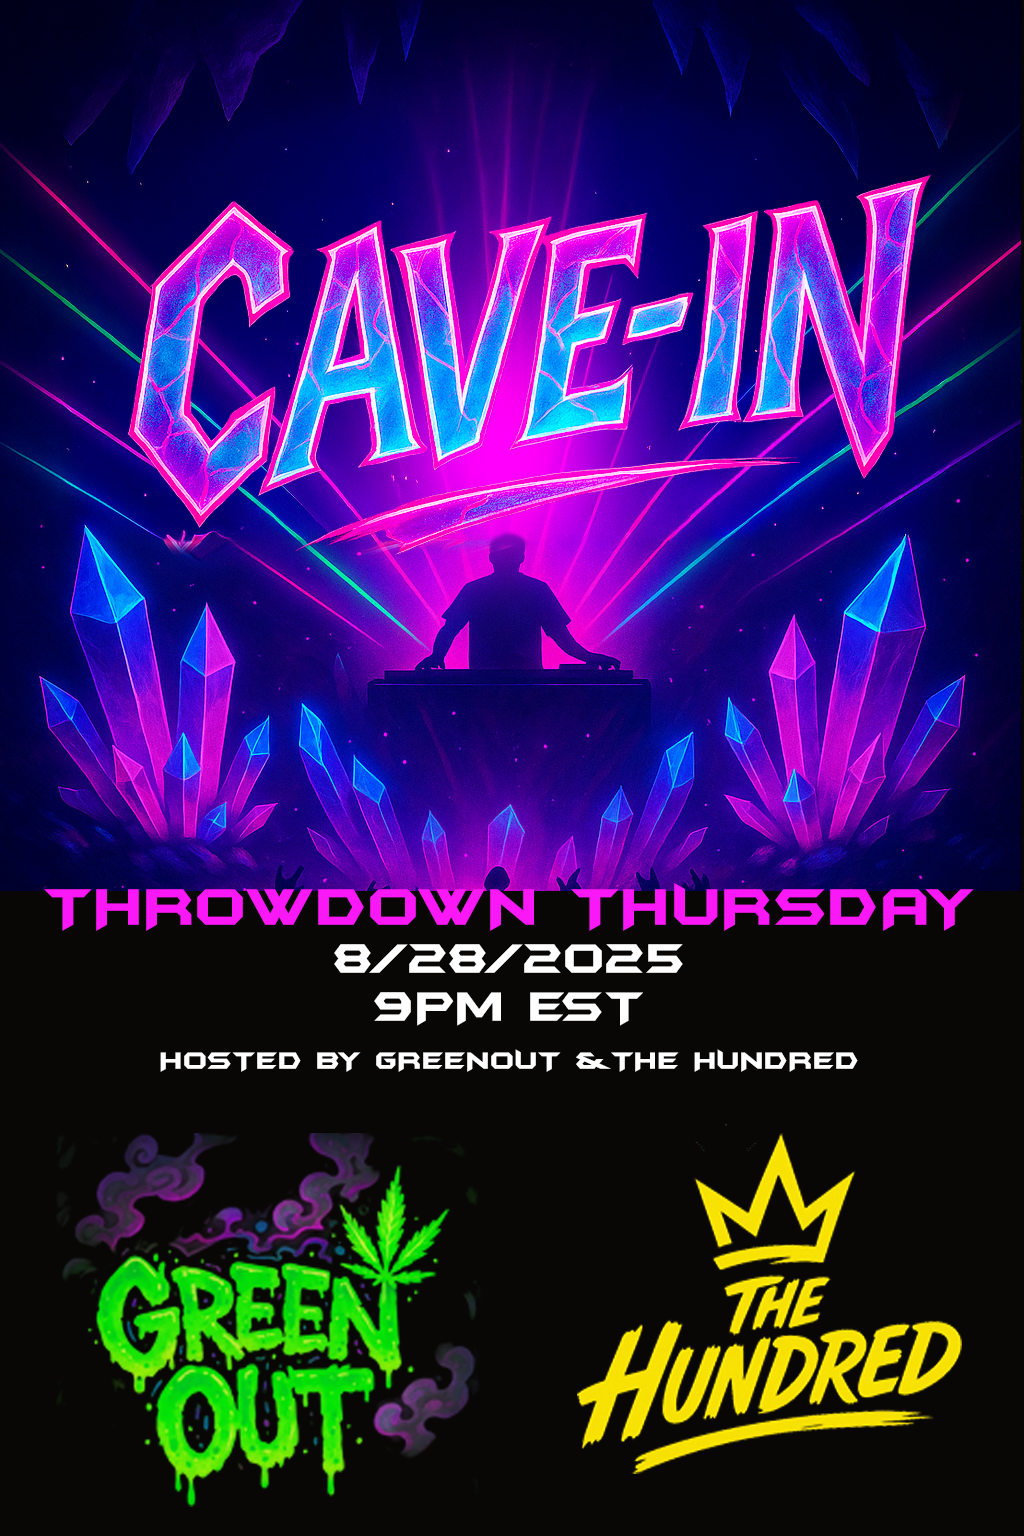 CAVE-IN
THROWDOWN THURSDAY
8/28/2025
9PM EST
HOSTED BY GREENOUT & THE HUNDRED
GREEN
OUT
THE
HUNDRED